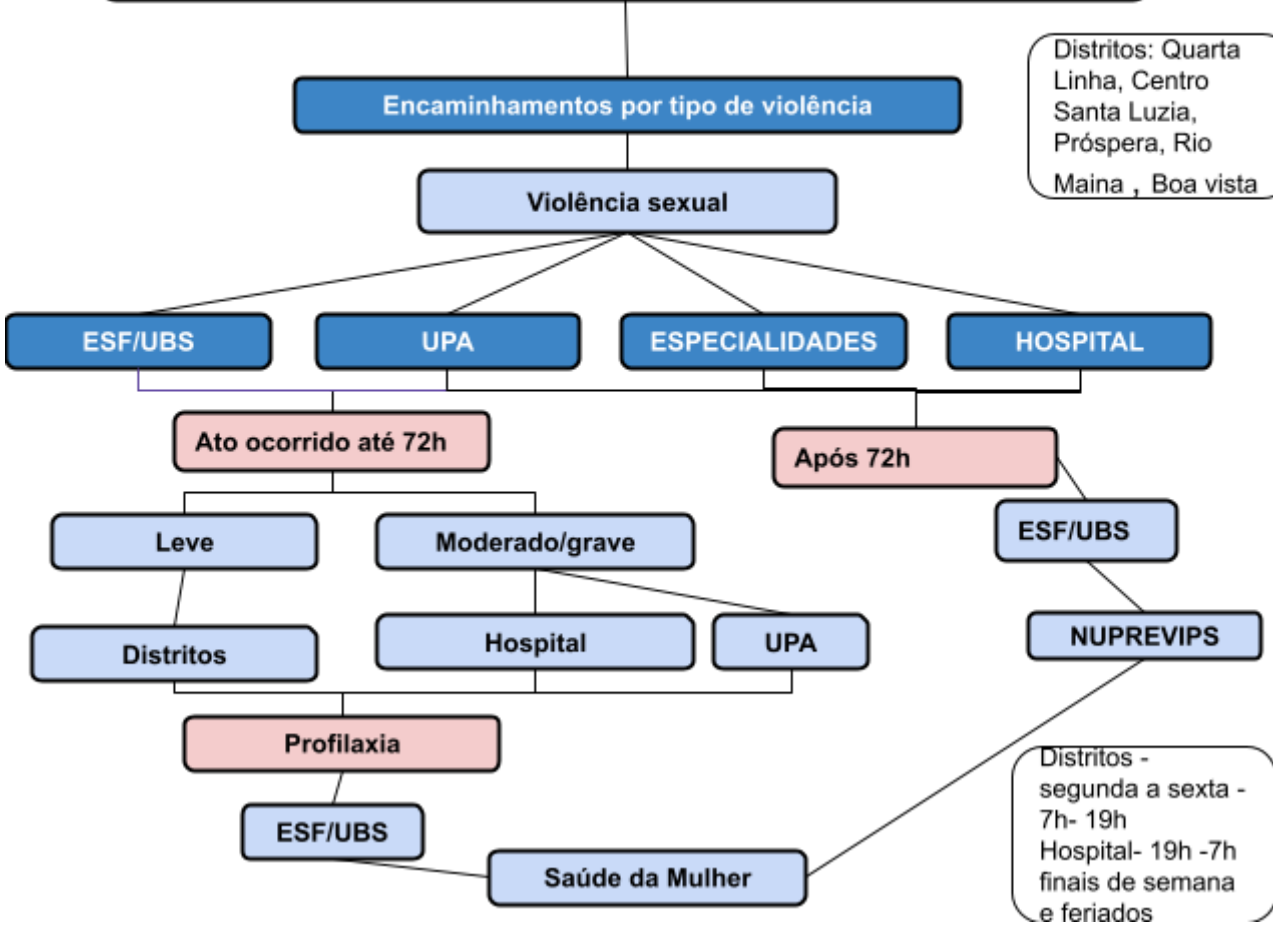 Distritos: Quarta
Linha, Centro
Santa Luzia,
Próspera, Rio
Maina , Boa vista
Encaminhamentos por tipo de violência
Violência sexual
ESF/UBS
UPA
ESPECIALIDADES
HOSPITAL
Ato ocorrido até 72h
Após 72h
Leve
Moderado/grave
ESF/UBS
Distritos
Hospital
UPA
NUPREVIPS
Profilaxia
ESF/UBS
Saúde da Mulher
Distritos -
segunda a sexta -
7h- 19h
Hospital- 19h -7h
finais de semana
e feriados